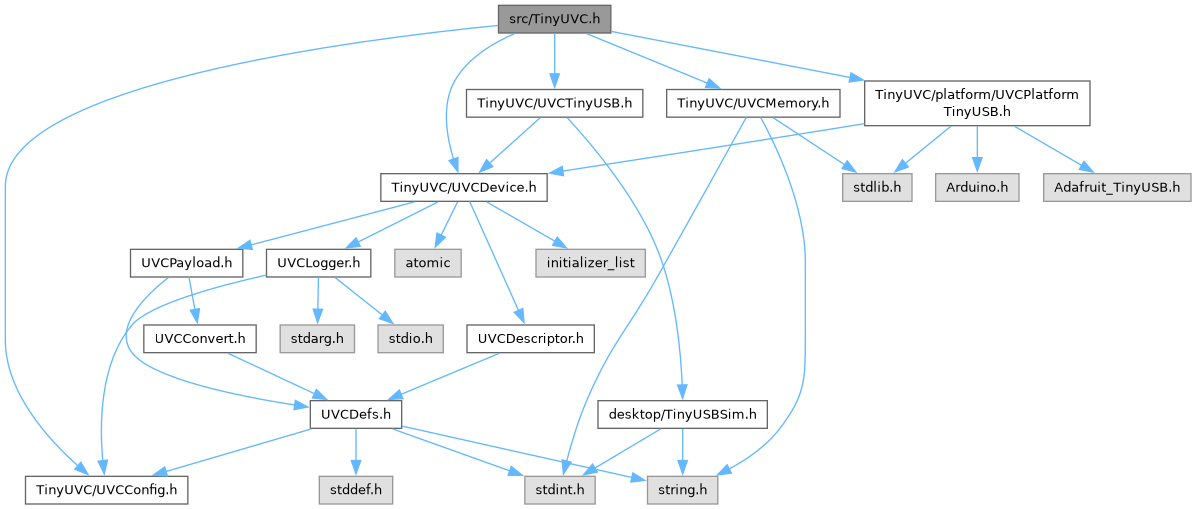 src/TinyUVC.h
TinyUVC/UVCTinyUSB.h
TinyUVC/UVCMemory.h
TinyUVC/platform/UVCPlatform
TinyUSB.h
TinyUVC/UVCDevice.h
stdlib.h
Arduino.h
Adafruit_TinyUSB.h
UVCPayload.h
UVCLogger.h
atomic
initializer_list
UVCConvert.h
stdarg.h
stdio.h
UVCDescriptor.h
UVCDefs.h
desktop/TinyUSBSim.h
TinyUVC/UVCConfig.h
stddef.h
stdint.h
string.h